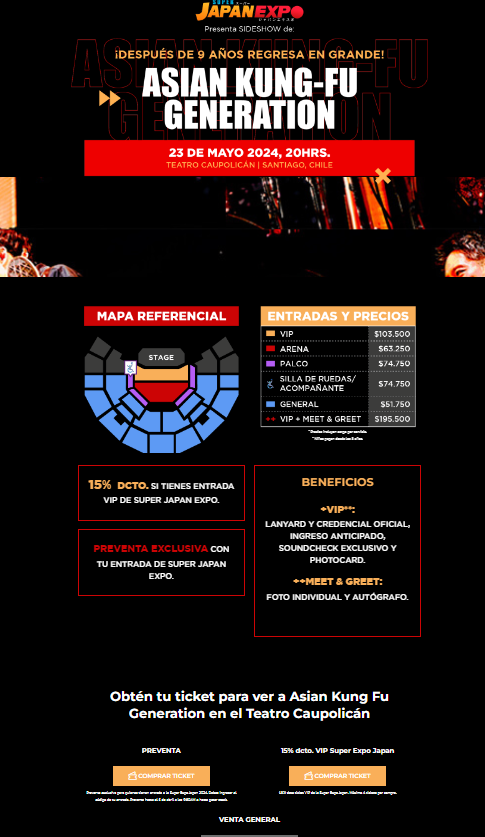 SUPER
JAPAN EXPO
Presenta SIDESHOW de:
¡DESPUÉS DE 9 AÑOS REGRESA EN GRANDE!
ASIAN KUNG-FU
GENERATION
23 DE MAYO 2024, 20HRS.
TEATRO CAUPOLICÁN | SANTIAGO, CHILE
MAPA REFERENCIAL
STAGE
ENTRADAS Y PRECIOS
VIP $103.500
ARENA $63.250
PALCO $74.750
SILLA DE RUEDAS/
ACOMPAÑANTE $74.750
GENERAL $51.750
VIP + MEET & GREET $195.500
* Precios incluyen cargo por servicio.
15% DCTO. SI TIENES ENTRADA
VIP DE SUPER JAPAN EXPO.
PREVENTA EXCLUSIVA CON
TU ENTRADA DE SUPER JAPAN
EXPO.
BENEFICIOS
+VIP**:
LANYARD Y CREDENCIAL OFICIAL,
INGRESO ANTICIPADO,
SOUNDCHECK EXCLUSIVO Y
PHOTOCARD.
++MEET & GREET:
FOTO INDIVIDUAL Y AUTÓGRAFO.
Obtén tu ticket para ver a Asian Kung Fu
Generation en el Teatro Caupolicán
PREVENTA
COMPRAR TICKET
15% dcto. VIP Super Expo Japan
COMPRAR TICKET
VENTA GENERAL